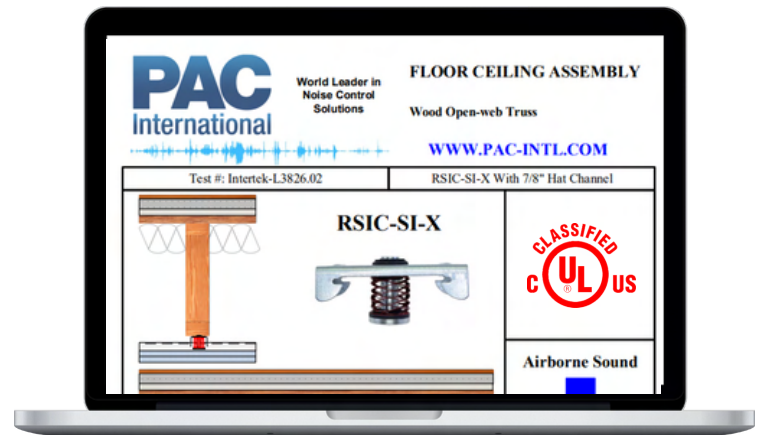 PAC
International
World Leader in
Noise Control
Solutions
FLOOR CEILING ASSEMBLY
Wood Open-web Truss
WWW.PAC-INTL.COM
Test #: Intertek-L3826.02
RSIC-SI-X With 7/8" Hat Channel
RSIC-SI-X
CLASSIFIED
C UL US
®
Airborne Sound